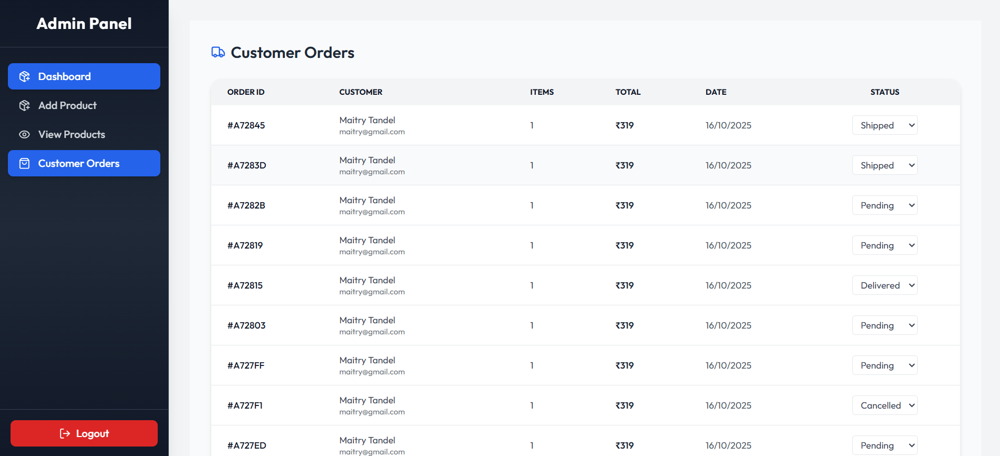 Admin Panel
Dashboard
Add Product
View Products
Customer Orders
Logout
Customer Orders
ORDER ID CUSTOMER ITEMS TOTAL DATE STATUS
#A72845 Maitry Tandel 1 ₹319 16/10/2025 Shipped
maitry@gmail.com
#A7283D Maitry Tandel 1 ₹319 16/10/2025 Shipped
maitry@gmail.com
#A7282B Maitry Tandel 1 ₹319 16/10/2025 Pending
maitry@gmail.com
#A72819 Maitry Tandel 1 ₹319 16/10/2025 Pending
maitry@gmail.com
#A72815 Maitry Tandel 1 ₹319 16/10/2025 Delivered
maitry@gmail.com
#A72803 Maitry Tandel 1 ₹319 16/10/2025 Pending
maitry@gmail.com
#A727FF Maitry Tandel 1 ₹319 16/10/2025 Pending
maitry@gmail.com
#A727F1 Maitry Tandel 1 ₹319 16/10/2025 Cancelled
maitry@gmail.com
#A727ED Maitry Tandel 1 ₹319 16/10/2025 Pending
maitry@gmail.com